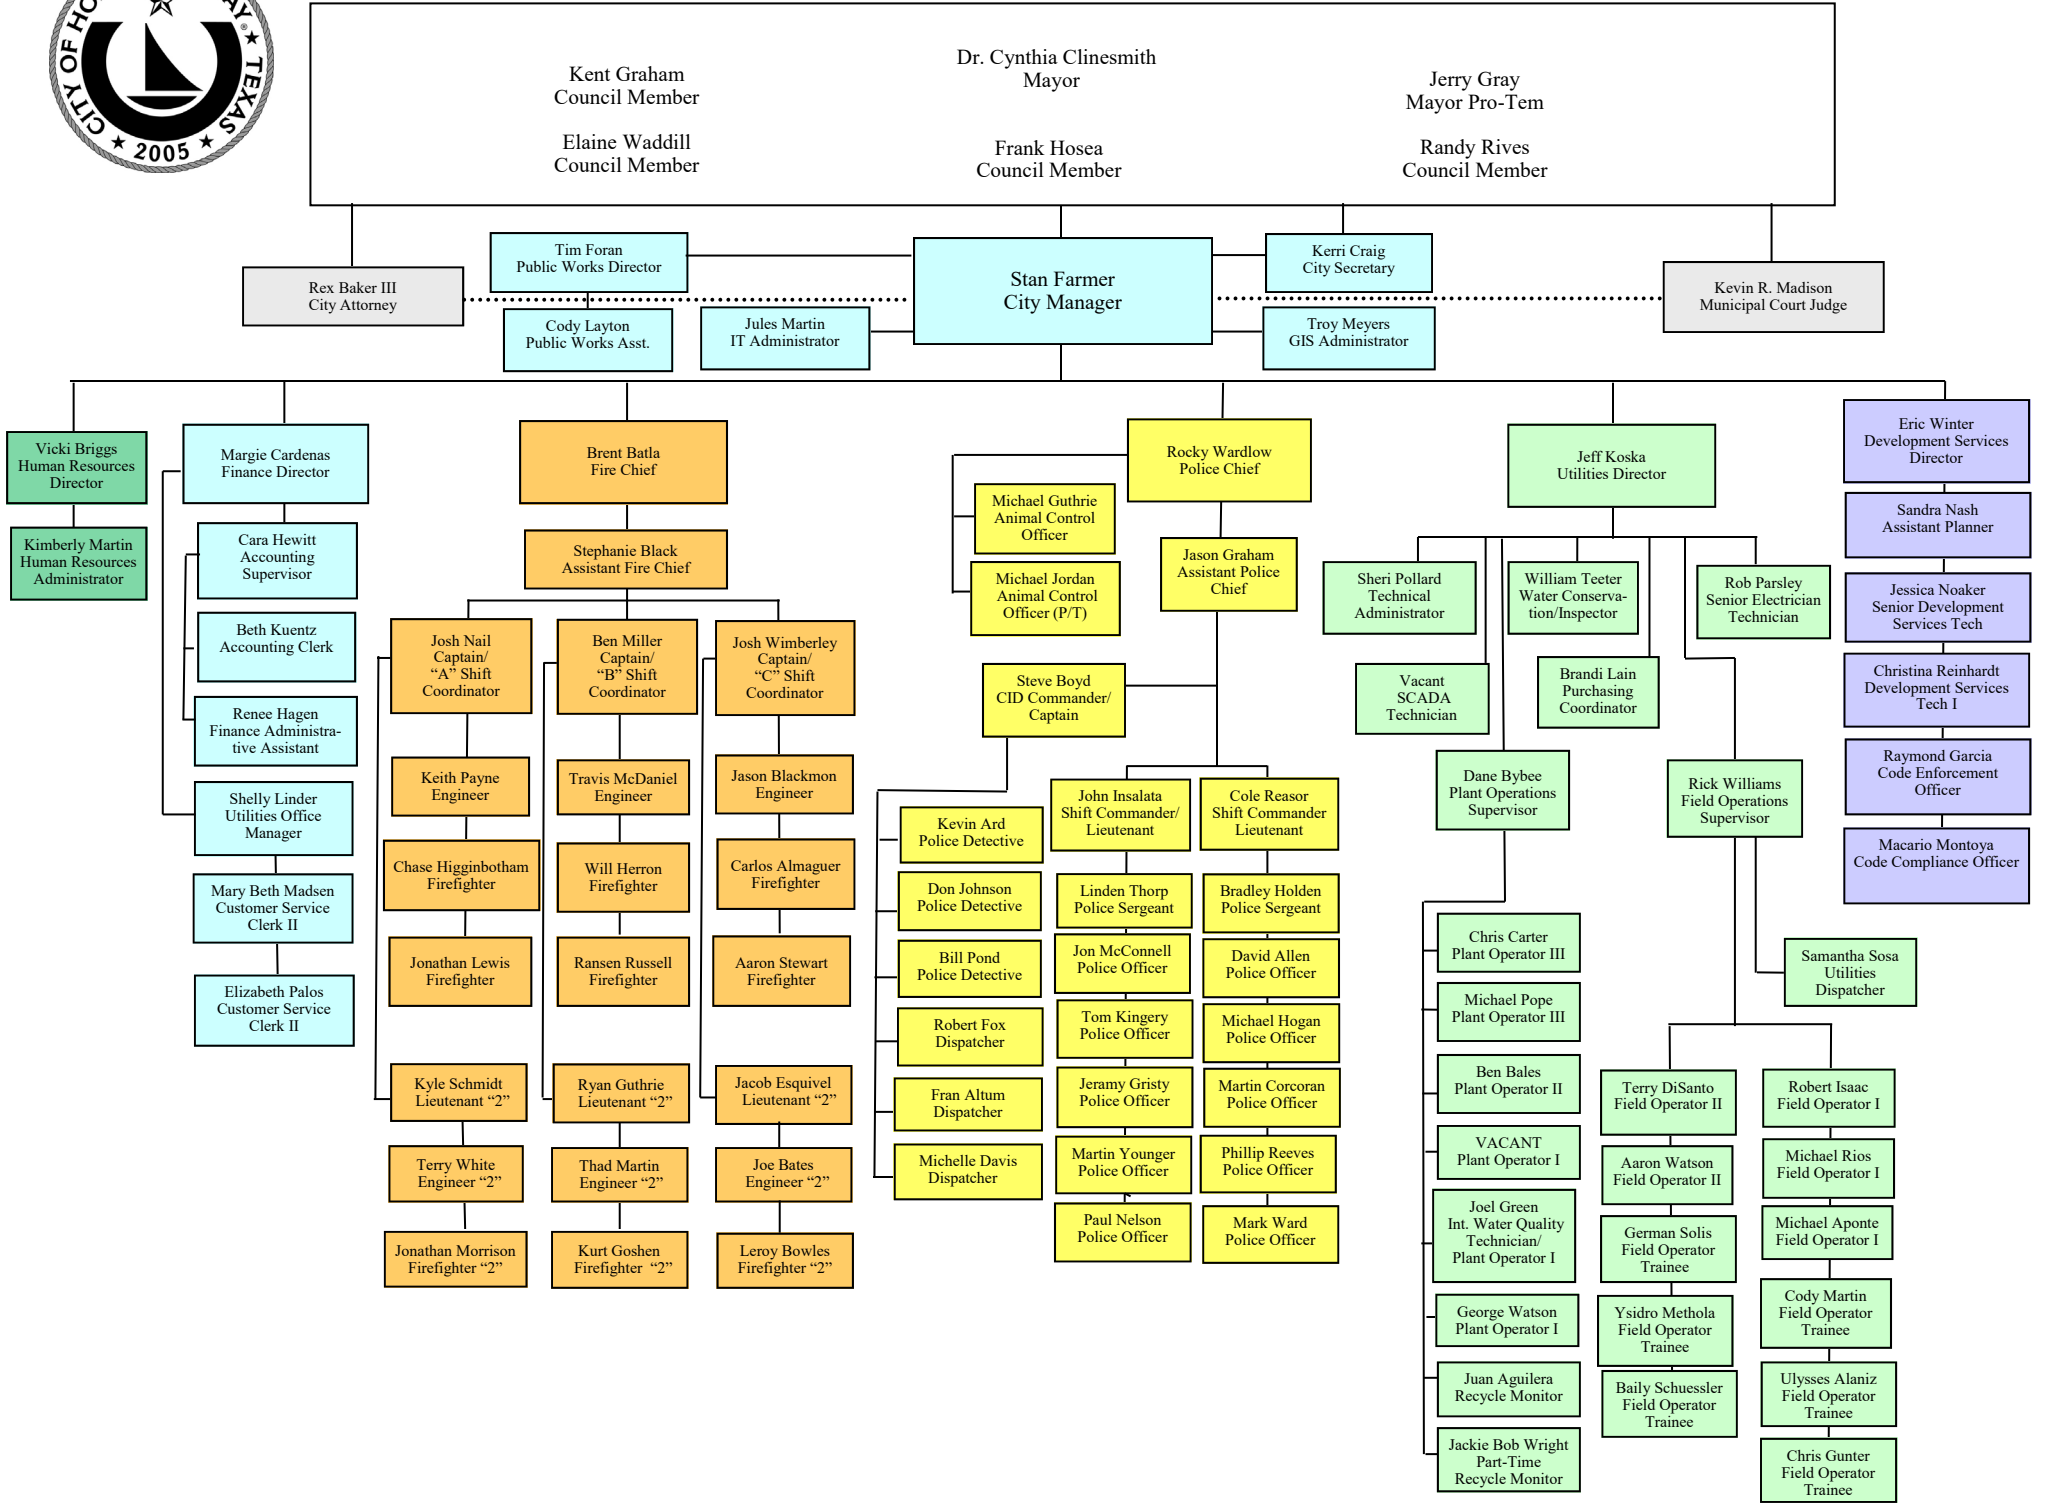 CITY OF HO
AY
®
TEXAS
2005
Dr. Cynthia Clinesmith
Mayor
Kent Graham
Council Member
Jerry Gray
Mayor Pro-Tem
Elaine Waddill
Council Member
Frank Hosea
Council Member
Randy Rives
Council Member
Tim Foran
Public Works Director
Kerri Craig
City Secretary
Stan Farmer
City Manager
Rex Baker III
City Attorney
Kevin R. Madison
Municipal Court Judge
Cody Layton
Public Works Asst.
Jules Martin
IT Administrator
Troy Meyers
GIS Administrator
Vicki Briggs
Human Resources
Director
Kimberly Martin
Human Resources
Administrator
Margie Cardenas
Finance Director
Cara Hewitt
Accounting
Supervisor
Beth Kuentz
Accounting Clerk
Renee Hagen
Finance Administra-
tive Assistant
Shelly Linder
Utilities Office
Manager
Mary Beth Madsen
Customer Service
Clerk II
Elizabeth Palos
Customer Service
Clerk II
Brent Batla
Fire Chief
Stephanie Black
Assistant Fire Chief
Josh Nail
Captain/
“A” Shift
Coordinator
Keith Payne
Engineer
Chase Higginbotham
Firefighter
Jonathan Lewis
Firefighter
Kyle Schmidt
Lieutenant “2”
Terry White
Engineer “2”
Jonathan Morrison
Firefighter “2”
Ben Miller
Captain/
“B” Shift
Coordinator
Travis McDaniel
Engineer
Will Herron
Firefighter
Ransen Russell
Firefighter
Ryan Guthrie
Lieutenant “2”
Thad Martin
Engineer “2”
Kurt Goshen
Firefighter “2”
Josh Wimberley
Captain/
“C” Shift
Coordinator
Jason Blackmon
Engineer
Carlos Almaguer
Firefighter
Aaron Stewart
Firefighter
Jacob Esquivel
Lieutenant “2”
Joe Bates
Engineer “2”
Leroy Bowles
Firefighter “2”
Rocky Wardlow
Police Chief
Michael Guthrie
Animal Control
Officer
Michael Jordan
Animal Control
Officer (P/T)
Jason Graham
Assistant Police
Chief
Steve Boyd
CID Commander/
Captain
Kevin Ard
Police Detective
Don Johnson
Police Detective
Bill Pond
Police Detective
Robert Fox
Dispatcher
Fran Altum
Dispatcher
Michelle Davis
Dispatcher
John Insalata
Shift Commander/
Lieutenant
Linden Thorp
Police Sergeant
Jon McConnell
Police Officer
Tom Kingery
Police Officer
Jeramy Gristy
Police Officer
Martin Younger
Police Officer
Paul Nelson
Police Officer
Cole Reasor
Shift Commander
Lieutenant
Bradley Holden
Police Sergeant
David Allen
Police Officer
Michael Hogan
Police Officer
Martin Corcoran
Police Officer
Phillip Reeves
Police Officer
Mark Ward
Police Officer
Jeff Koska
Utilities Director
Sheri Pollard
Technical
Administrator
William Teeter
Water Conserva-
tion/Inspector
Rob Parsley
Senior Electrician
Technician
Vacant
SCADA
Technician
Brandi Lain
Purchasing
Coordinator
Dane Bybee
Plant Operations
Supervisor
Chris Carter
Plant Operator III
Michael Pope
Plant Operator III
Ben Bales
Plant Operator II
VACANT
Plant Operator I
Joel Green
Int. Water Quality
Technician/
Plant Operator I
George Watson
Plant Operator I
Juan Aguilera
Recycle Monitor
Jackie Bob Wright
Part-Time
Recycle Monitor
Rick Williams
Field Operations
Supervisor
Samantha Sosa
Utilities
Dispatcher
Terry DiSanto
Field Operator II
Aaron Watson
Field Operator II
German Solis
Field Operator
Trainee
Ysidro Methola
Field Operator
Trainee
Baily Schuessler
Field Operator
Trainee
Robert Isaac
Field Operator I
Michael Rios
Field Operator I
Michael Aponte
Field Operator I
Cody Martin
Field Operator
Trainee
Ulysses Alaniz
Field Operator
Trainee
Chris Gunter
Field Operator
Trainee
Eric Winter
Development Services
Director
Sandra Nash
Assistant Planner
Jessica Noaker
Senior Development
Services Tech
Christina Reinhardt
Development Services
Tech I
Raymond Garcia
Code Enforcement
Officer
Macario Montoya
Code Compliance Officer